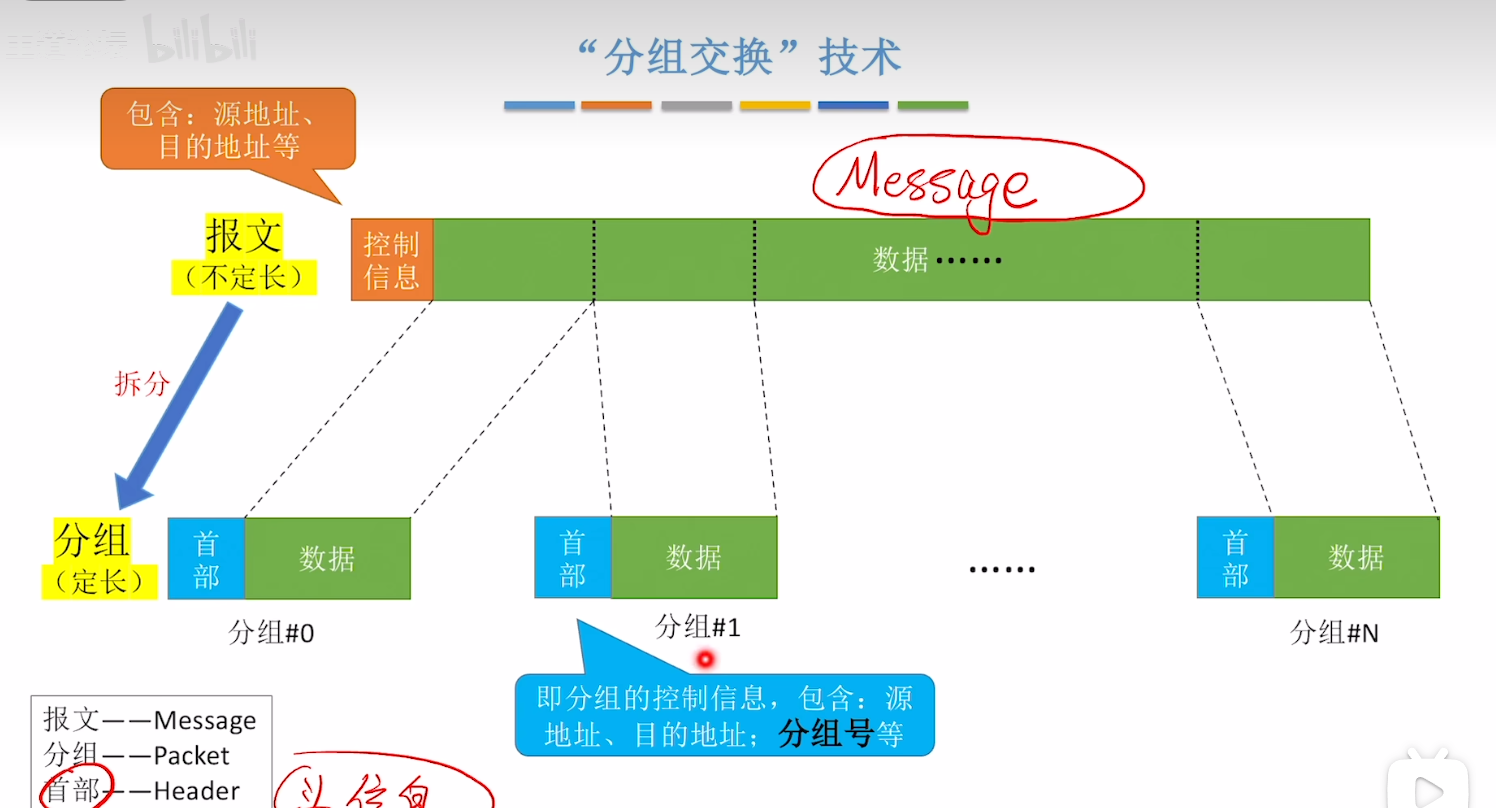 bilibili
“分组交换”技术
包含：源地址、
目的地址等
Message
报文
（不定长）
控制
信息
数据······
拆分
分组
（定长）
首
部
数据
首
部
数据
······
首
部
数据
分组#0
分组#1
分组#N
即分组的控制信息，包含：源
地址、目的地址；分组号等
报文——Message
分组——Packet
首部——Header
头信息